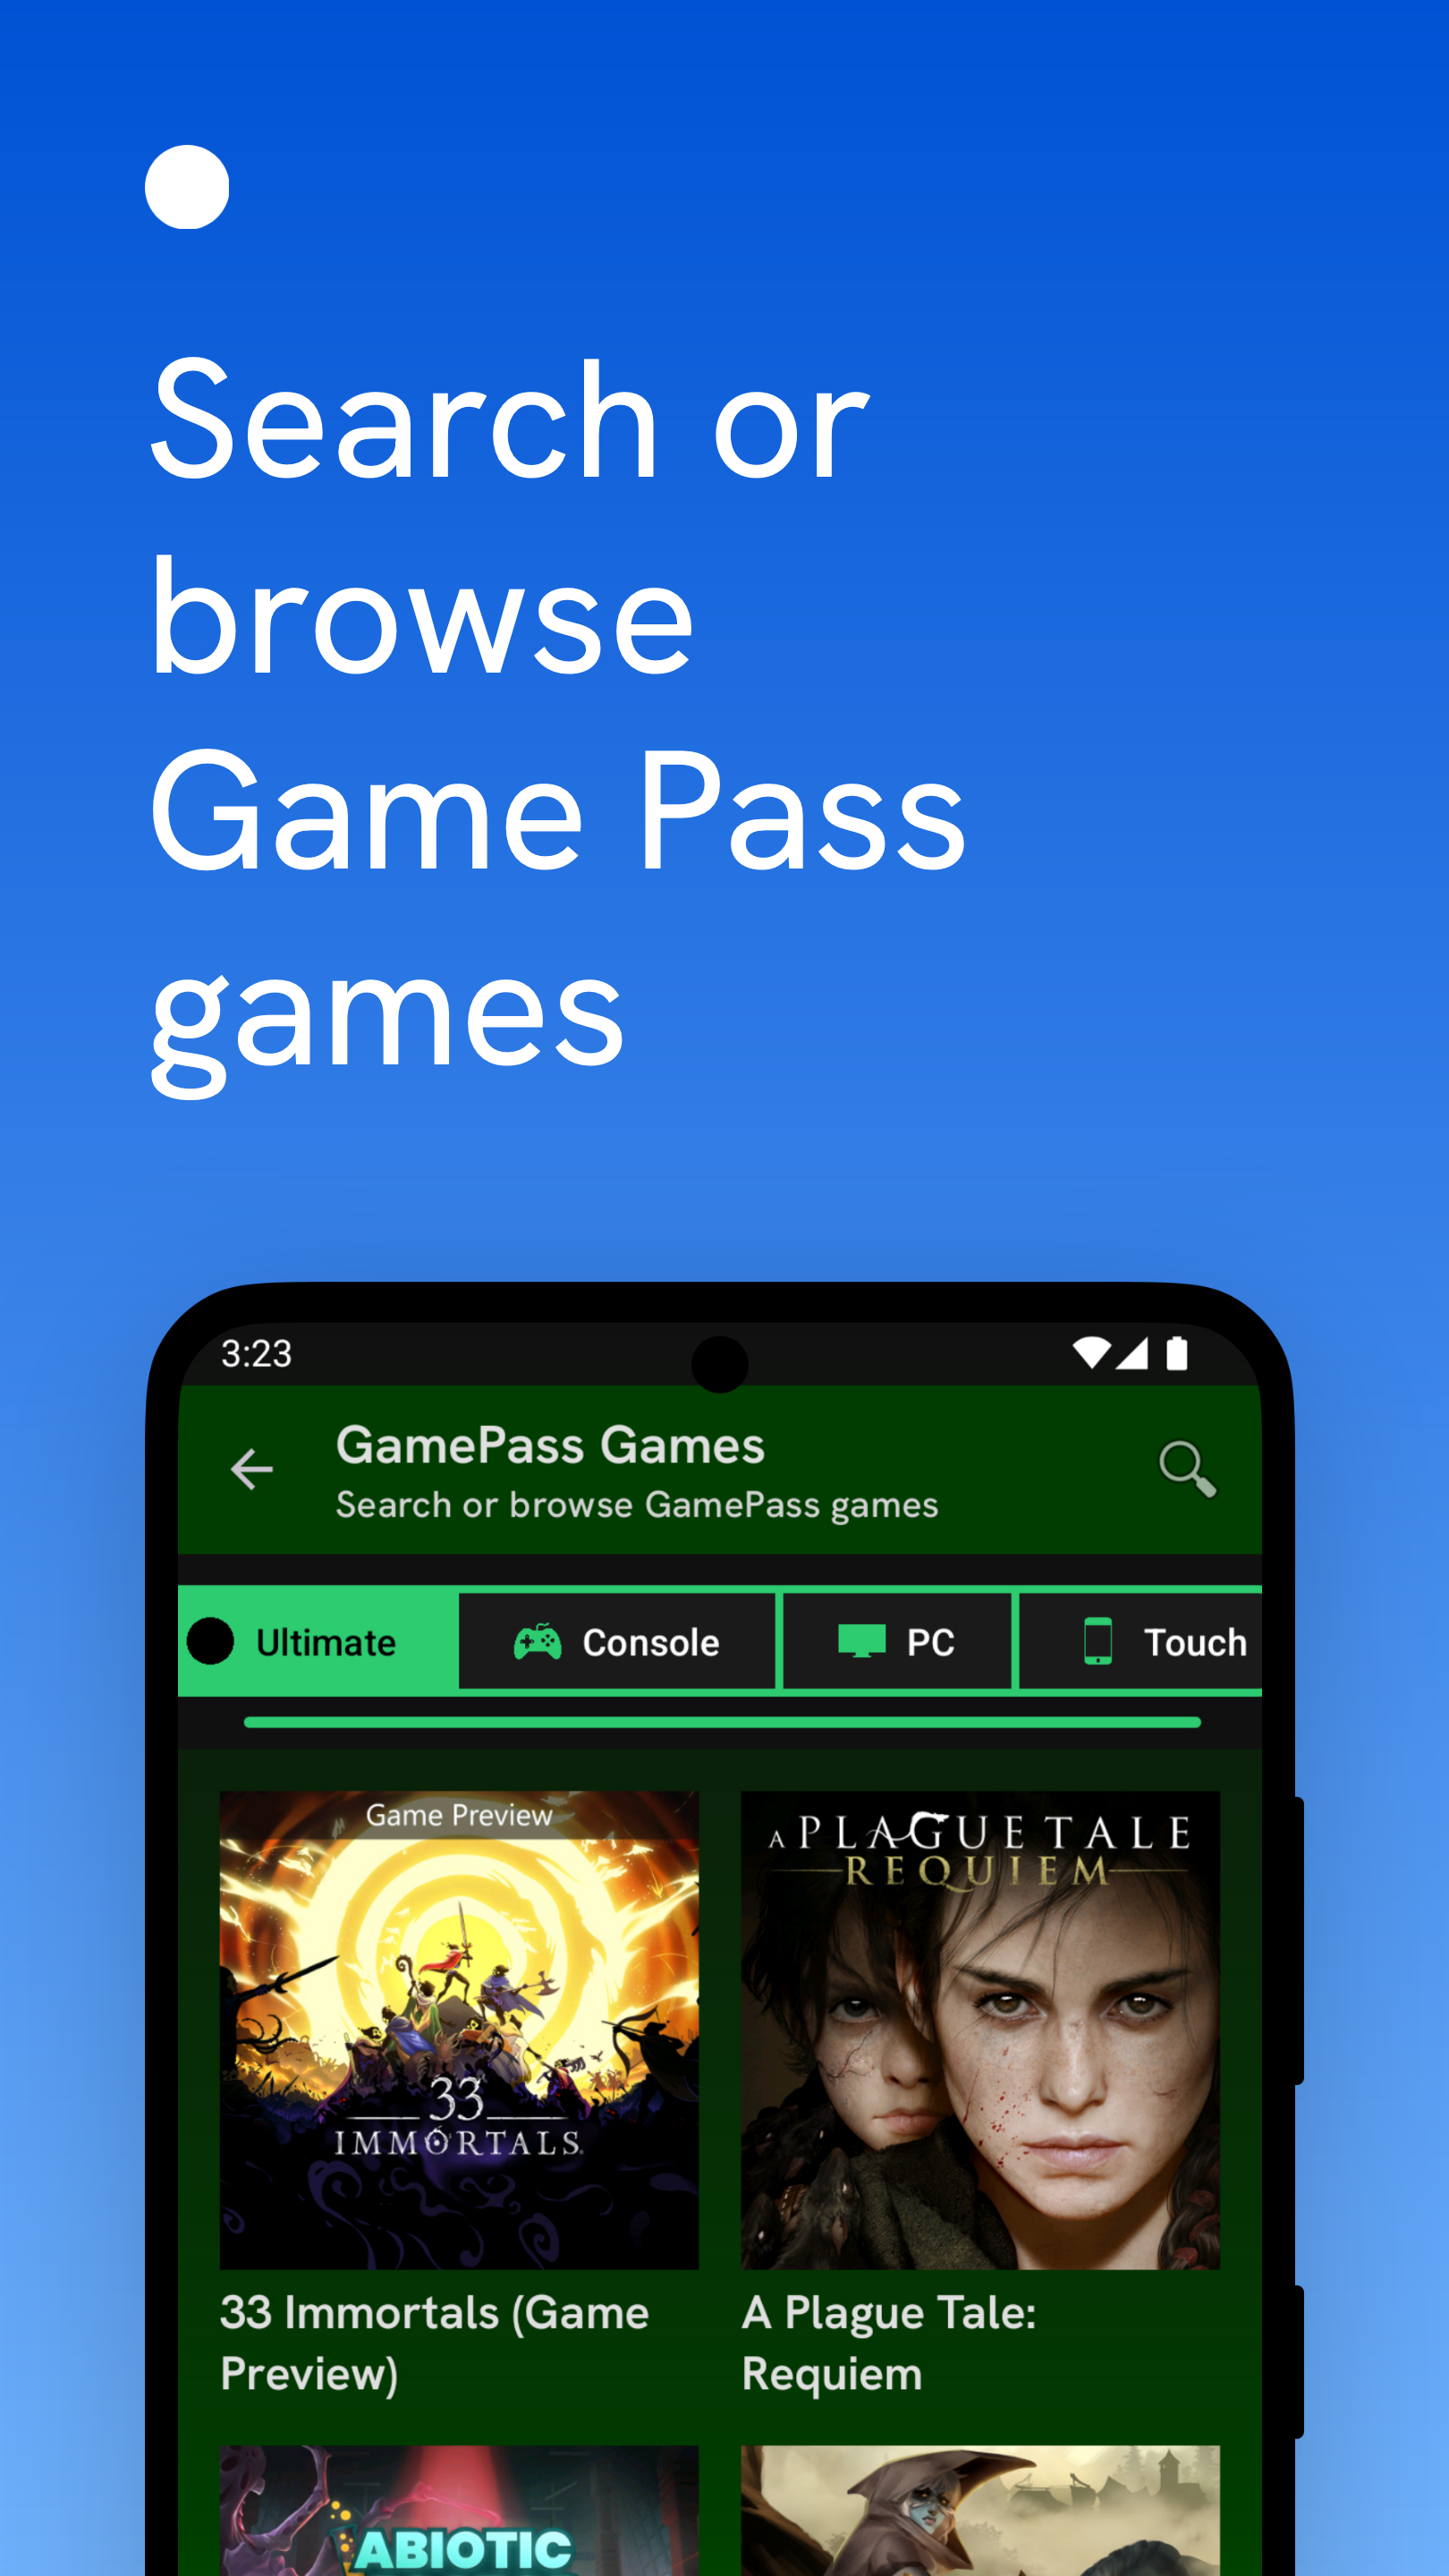 Search or
browse
Game Pass
games
3:23
GamePass Games
Search or browse GamePass games
Ultimate
Console
PC
Touch
Game Preview
33
IMMORTALS
A PLAGUE TALE
REQUIEM
33 Immortals (Game
Preview)
A Plague Tale:
Requiem
ABIOTIC